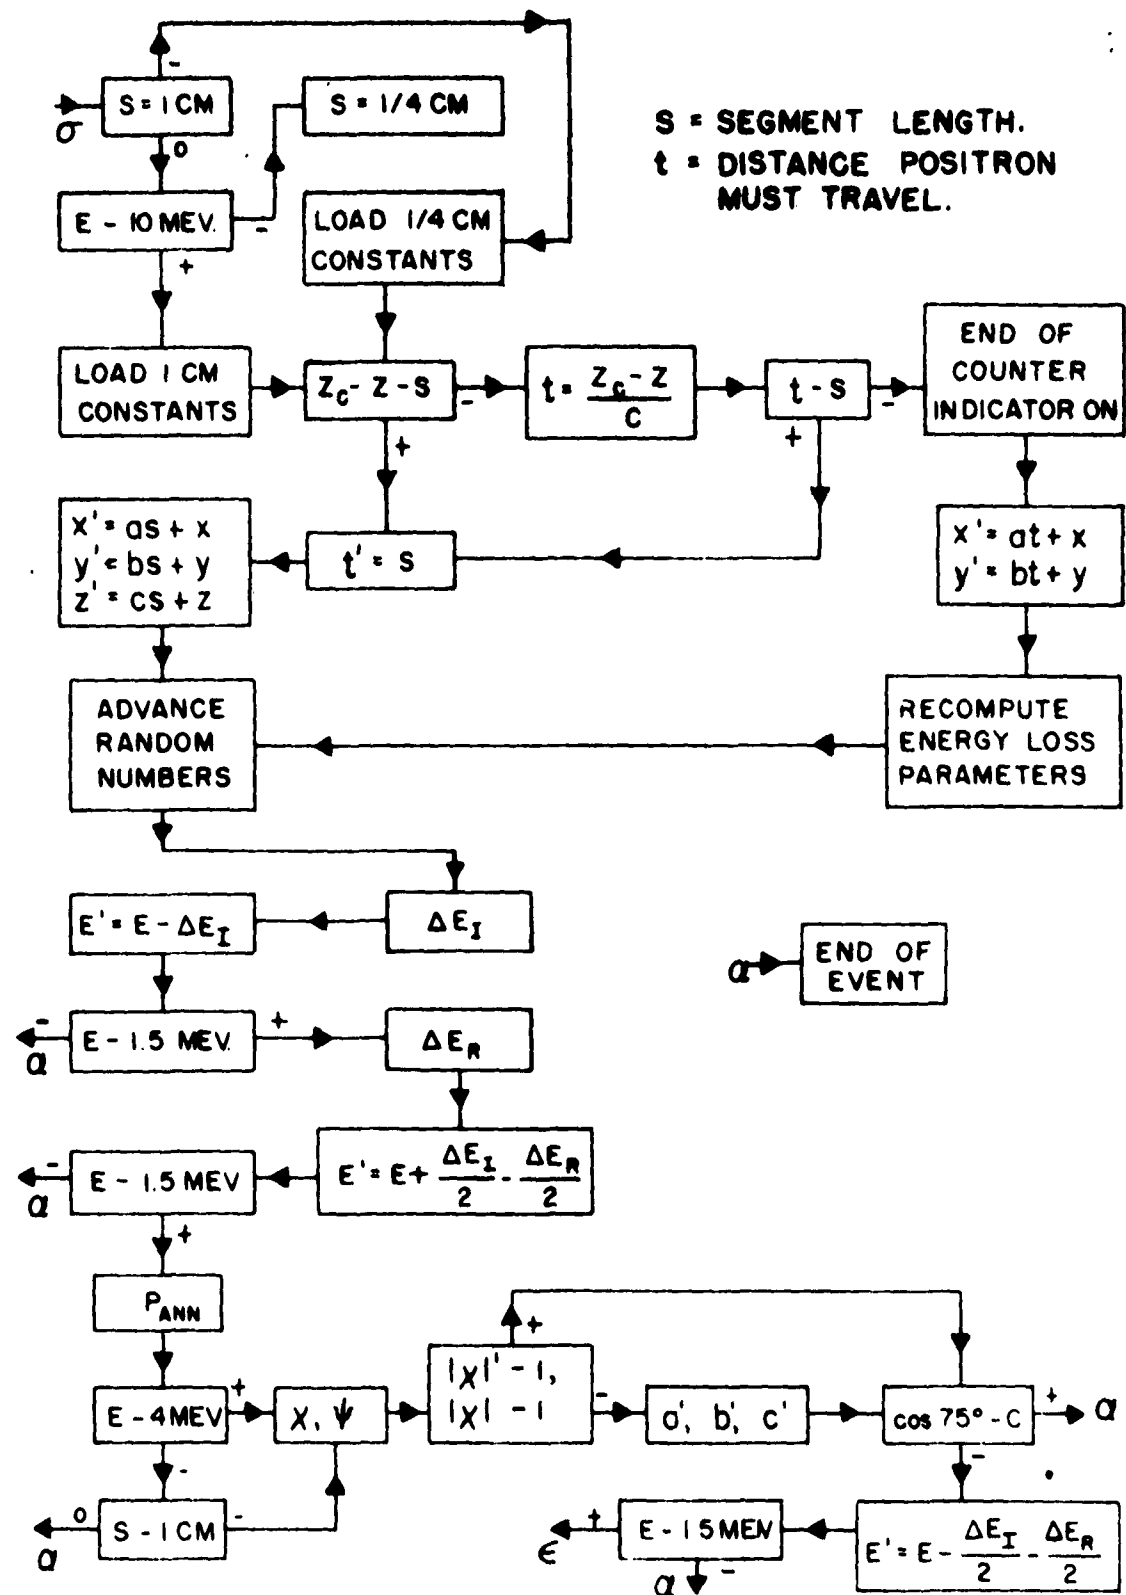 -
S = 1 CM
σ
o
S = 1/4 CM
S = SEGMENT LENGTH.
t = DISTANCE POSITRON
MUST TRAVEL.
E - 10 MEV.
-
+
LOAD 1/4 CM
CONSTANTS
LOAD 1 CM
CONSTANTS
Z_C - Z - S
-
+
t = (Z_C - Z)/C
t - S
-
+
END OF
COUNTER
INDICATOR ON
x' = as + x
y' = bs + y
z' = cs + z
t' = S
x' = at + x
y' = bt + y
ADVANCE
RANDOM
NUMBERS
RECOMPUTE
ENERGY LOSS
PARAMETERS
E' = E - ΔE_I
ΔE_I
α
END OF
EVENT
-
α
E - 1.5 MEV.
+
ΔE_R
-
α
E - 1.5 MEV
+
E' = E + ΔE_I/2 - ΔE_R/2
P_ANN
E - 4 MEV
+
-
χ, ψ
|χ|' - 1,
|χ| - 1
+
-
a', b', c'
cos 75° - C
+
α
-
o
α
S - 1 CM
-
ϵ
+
E - 1.5 MEV
-
α
E' = E - ΔE_I/2 - ΔE_R/2